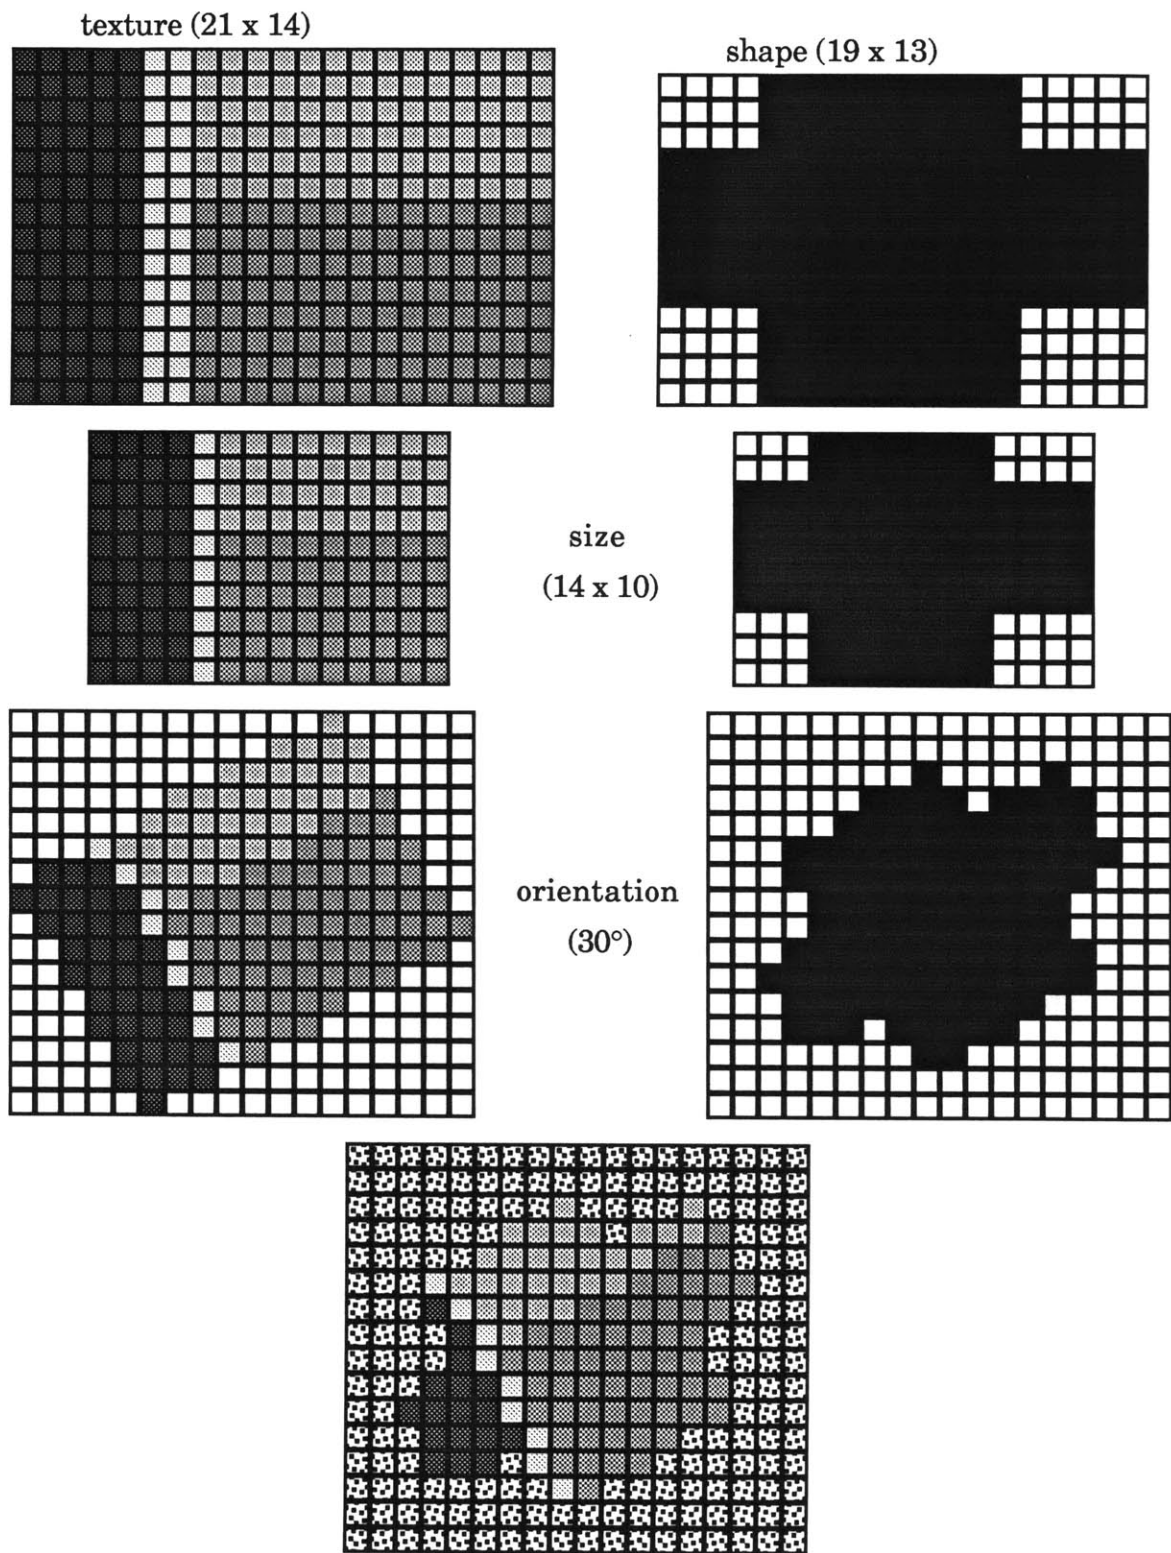 texture (21 x 14)
shape (19 x 13)
size
(14 x 10)
orientation
(30°)